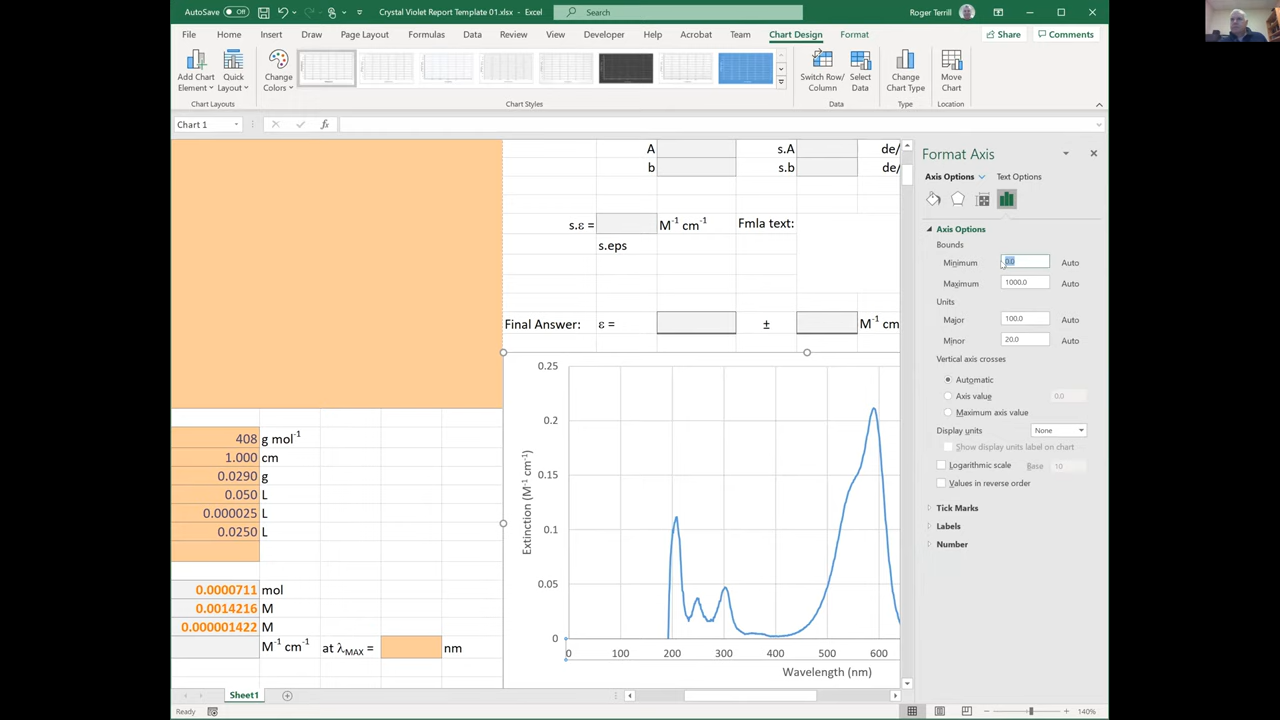 AutoSave Off Crystal Violet Report Template 01.xlsx - Excel Search Roger Terrill
File Home Insert Draw Page Layout Formulas Data Review View Developer Help Acrobat Team Chart Design Format Share Comments
Add Chart Element Quick Layout Change Colors Switch Row/Column Select Data Change Chart Type Move Chart
Chart Layouts Chart Styles Data Type Location
Chart 1 fx
A s.A de/
b s.b de/
s.ε = M-1 cm-1 Fmla text:
s.eps
Final Answer: ε = ± M-1 cm
408 g mol-1
1.000 cm
0.0290 g
0.050 L
0.000025 L
0.0250 L
0.0000711 mol
0.0014216 M
0.000001422 M
M-1 cm-1 at λMAX = nm
0.25
0.2
0.15
0.1
0.05
0
Extinction (M-1 cm-1)
0 100 200 300 400 500 600
Wavelength (nm)
Format Axis
Axis Options Text Options
Axis Options
Bounds
Minimum 0.0 Auto
Maximum 1000.0 Auto
Units
Major 100.0 Auto
Minor 20.0 Auto
Vertical axis crosses
Automatic
Axis value 0.0
Maximum axis value
Display units None
Show display units label on chart
Logarithmic scale Base 10
Values in reverse order
Tick Marks
Labels
Number
Sheet1
Ready 140%